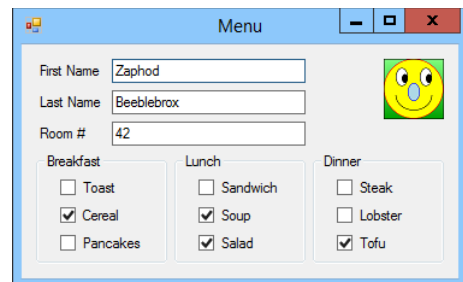 Menu
First Name Zaphod
Last Name Beeblebrox
Room # 42
Breakfast Lunch Dinner
Toast Sandwich Steak
Cereal Soup Lobster
Pancakes Salad Tofu